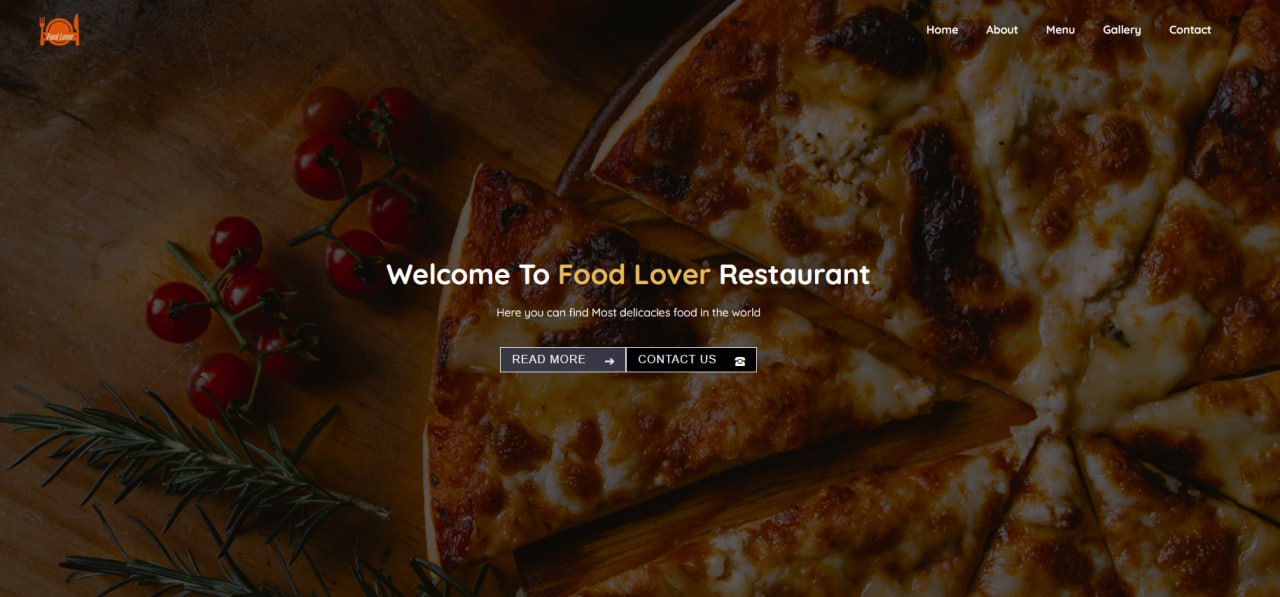 Food Lover
Home About Menu Gallery Contact
Welcome To Food Lover Restaurant
Here you can find Most delicacies food in the world
READ MORE CONTACT US